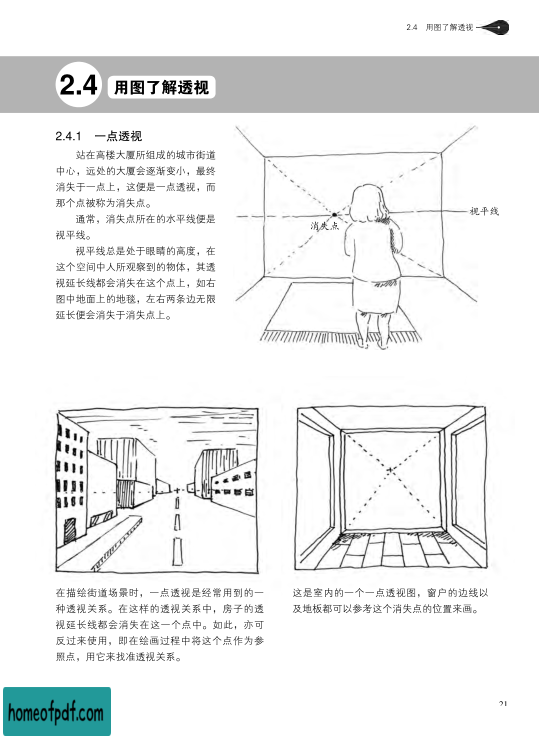 2.4 用图了解透视
2.4 用图了解透视
2.4.1 一点透视
站在高楼大厦所组成的城市街道
中心，远处的大厦会逐渐变小，最终
消失于一点上，这便是一点透视，而
那个点被称为消失点。
通常，消失点所在的水平线便是
视平线。
视平线总是处于眼睛的高度，在
这个空间中人所观察到的物体，其透
视延长线都会消失在这个点上，如右
图中地面上的地毯，左右两条边无限
延长便会消失于消失点上。
视平线
消失点
在描绘街道场景时，一点透视是经常用到的一
种透视关系。在这样的透视关系中，房子的透
视延长线都会消失在这一个点中。如此，亦可
反过来使用，即在绘画过程中将这个点作为参
照点，用它来找准透视关系。
这是室内的一个一点透视图，窗户的边线以
及地板都可以参考这个消失点的位置来画。
21
homeofpdf.com